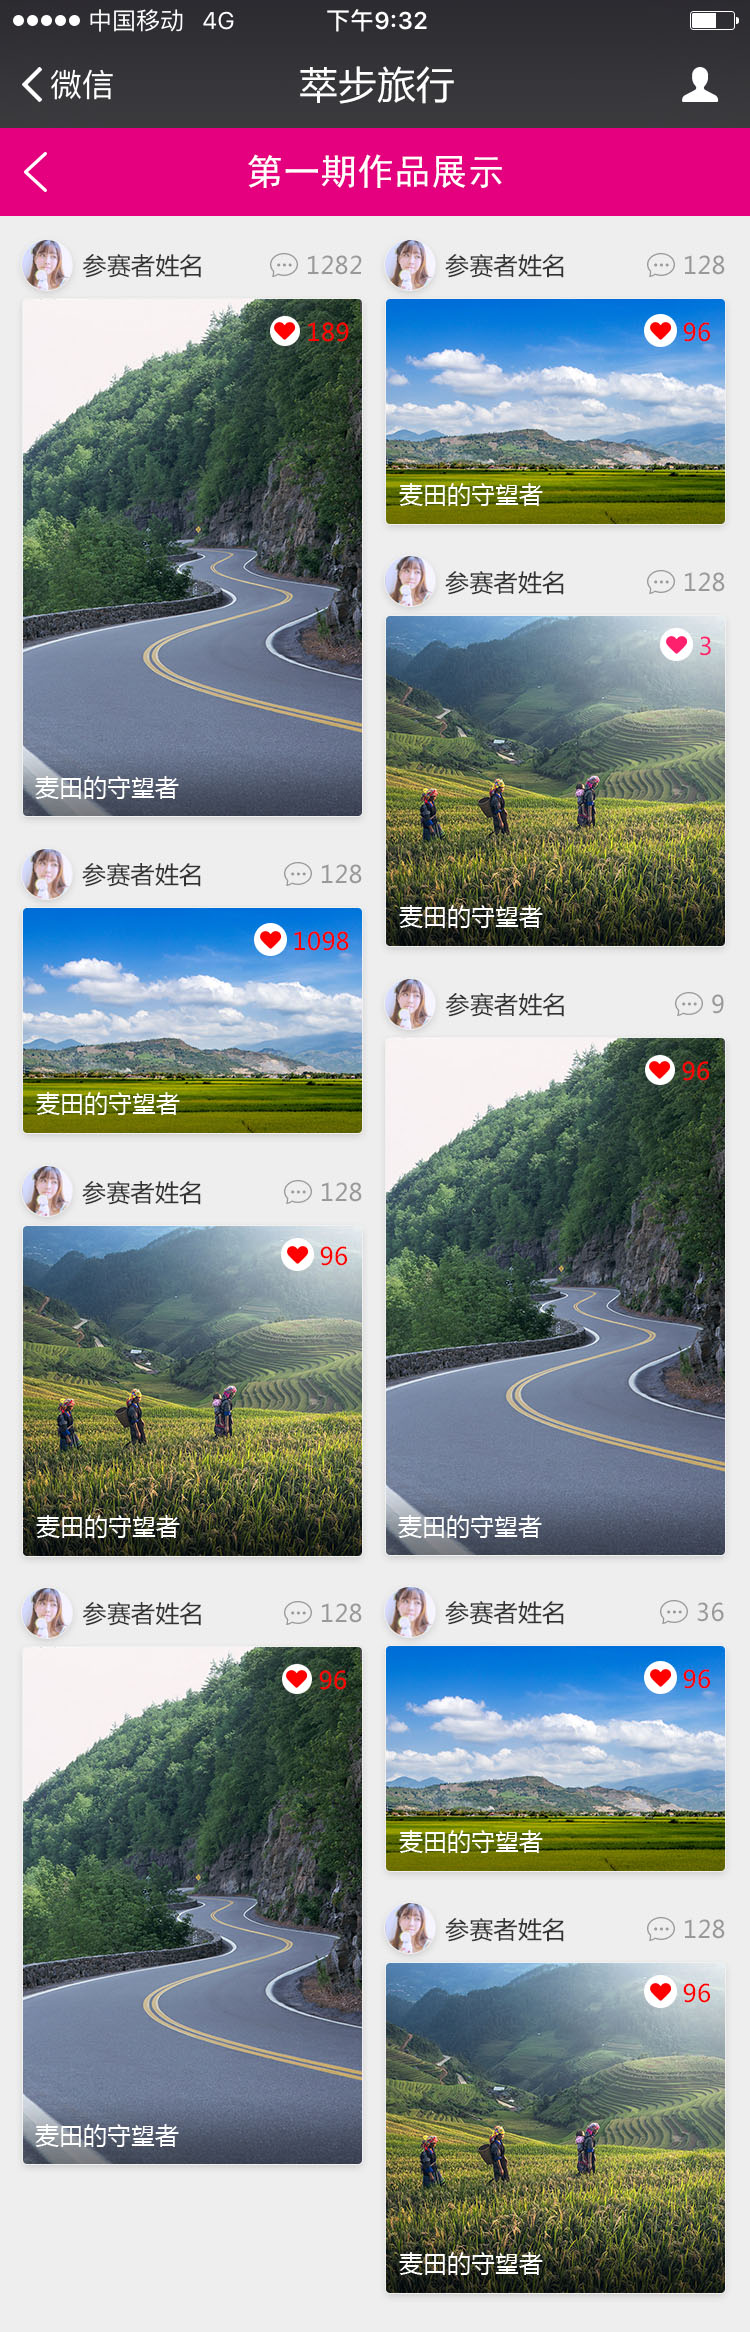 中国移动 4G 下午9:32
微信 萃步旅行
第一期作品展示
参赛者姓名 1282
189
麦田的守望者
参赛者姓名 128
1098
麦田的守望者
参赛者姓名 128
96
麦田的守望者
参赛者姓名 128
96
麦田的守望者
参赛者姓名 128
96
麦田的守望者
参赛者姓名 128
3
麦田的守望者
参赛者姓名 9
96
麦田的守望者
参赛者姓名 36
96
麦田的守望者
参赛者姓名 128
96
麦田的守望者